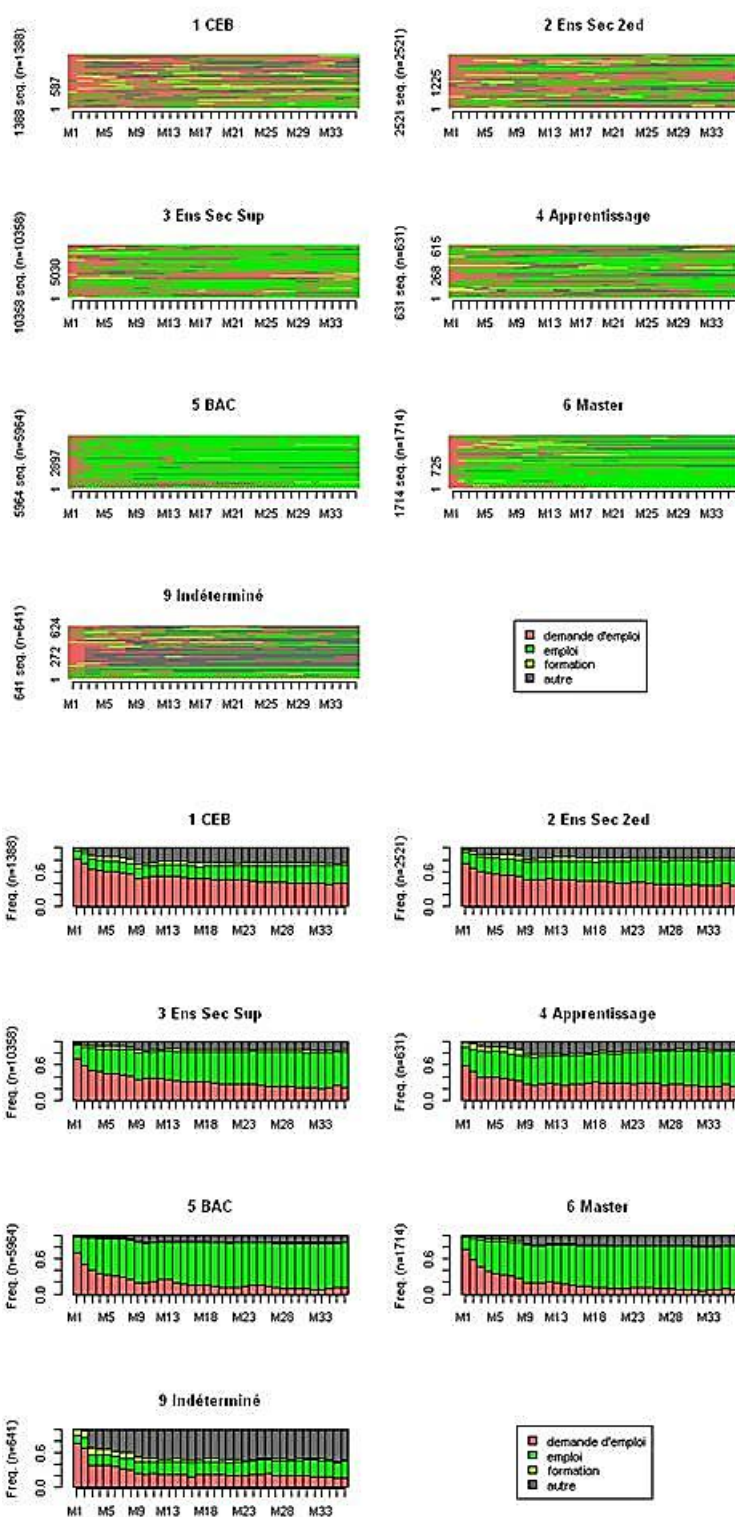 1 CEB
2 Ens Sec 2ed
1388 seq. (n=1388)
1 587
M1 M5 M9 M13 M17 M21 M25 M29 M33
2521 seq. (n=2521)
1 1225
M1 M5 M9 M13 M17 M21 M25 M29 M33
3 Ens Sec Sup
4 Apprentissage
10358 seq. (n=10358)
1 5030
M1 M5 M9 M13 M17 M21 M25 M29 M33
631 seq. (n=631)
1 268 615
M1 M5 M9 M13 M17 M21 M25 M29 M33
5 BAC
6 Master
5964 seq. (n=5964)
1 2897
M1 M5 M9 M13 M17 M21 M25 M29 M33
1714 seq. (n=1714)
1 725
M1 M5 M9 M13 M17 M21 M25 M29 M33
9 Indéterminé
641 seq. (n=641)
1 272 624
M1 M5 M9 M13 M17 M21 M25 M29 M33
demande d'emploi
emploi
formation
autre
1 CEB
2 Ens Sec 2ed
Freq. (n=1388)
0.0 0.6
M1 M5 M9 M13 M18 M23 M28 M33
Freq. (n=2521)
0.0 0.6
M1 M5 M9 M13 M18 M23 M28 M33
3 Ens Sec Sup
4 Apprentissage
Freq. (n=10358)
0.0 0.6
M1 M5 M9 M13 M18 M23 M28 M33
Freq. (n=631)
0.0 0.6
M1 M5 M9 M13 M18 M23 M28 M33
5 BAC
6 Master
Freq. (n=5964)
0.0 0.6
M1 M5 M9 M13 M18 M23 M28 M33
Freq. (n=1714)
0.0 0.6
M1 M5 M9 M13 M18 M23 M28 M33
9 Indéterminé
Freq. (n=641)
0.0 0.6
M1 M5 M9 M13 M18 M23 M28 M33
demande d'emploi
emploi
formation
autre